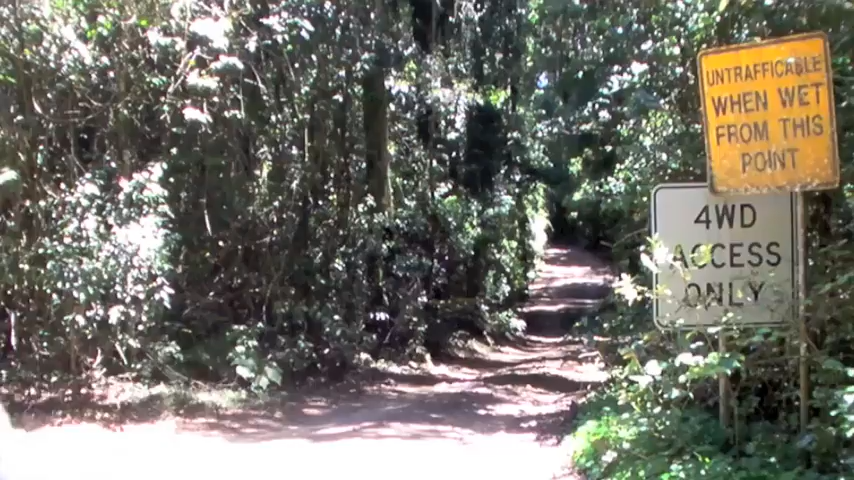 UNTRAFFICABLE
WHEN WET
FROM THIS
POINT
4WD
ACCESS
ONLY